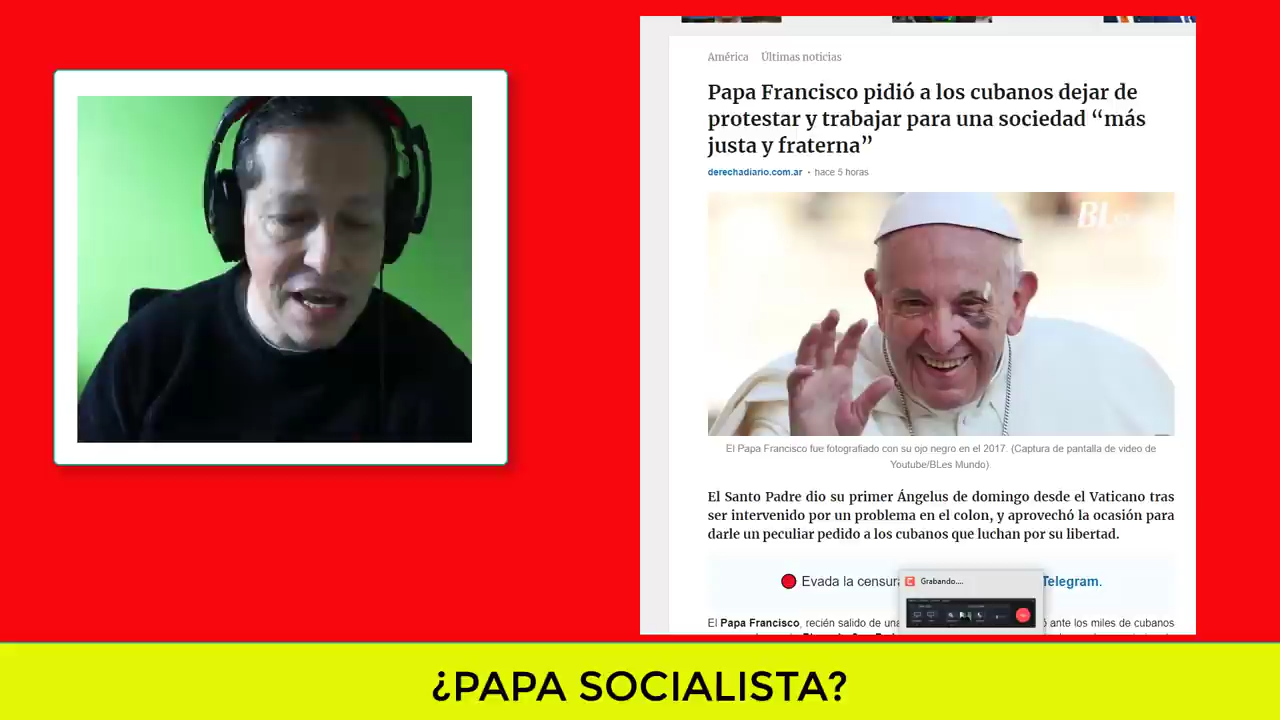 América Últimas noticias
Papa Francisco pidió a los cubanos dejar de
protestar y trabajar para una sociedad “más
justa y fraterna”
derechadiario.com.ar • hace 5 horas
BL
El Papa Francisco fue fotografiado con su ojo negro en el 2017. (Captura de pantalla de video de
Youtube/BLes Mundo)
El Santo Padre dio su primer Ángelus de domingo desde el Vaticano tras
ser intervenido por un problema en el colon, y aprovechó la ocasión para
darle un peculiar pedido a los cubanos que luchan por su libertad.
Evada la censur
Grabando....
Telegram.
El Papa Francisco, recién salido de una
ó ante los miles de cubanos
¿PAPA SOCIALISTA?